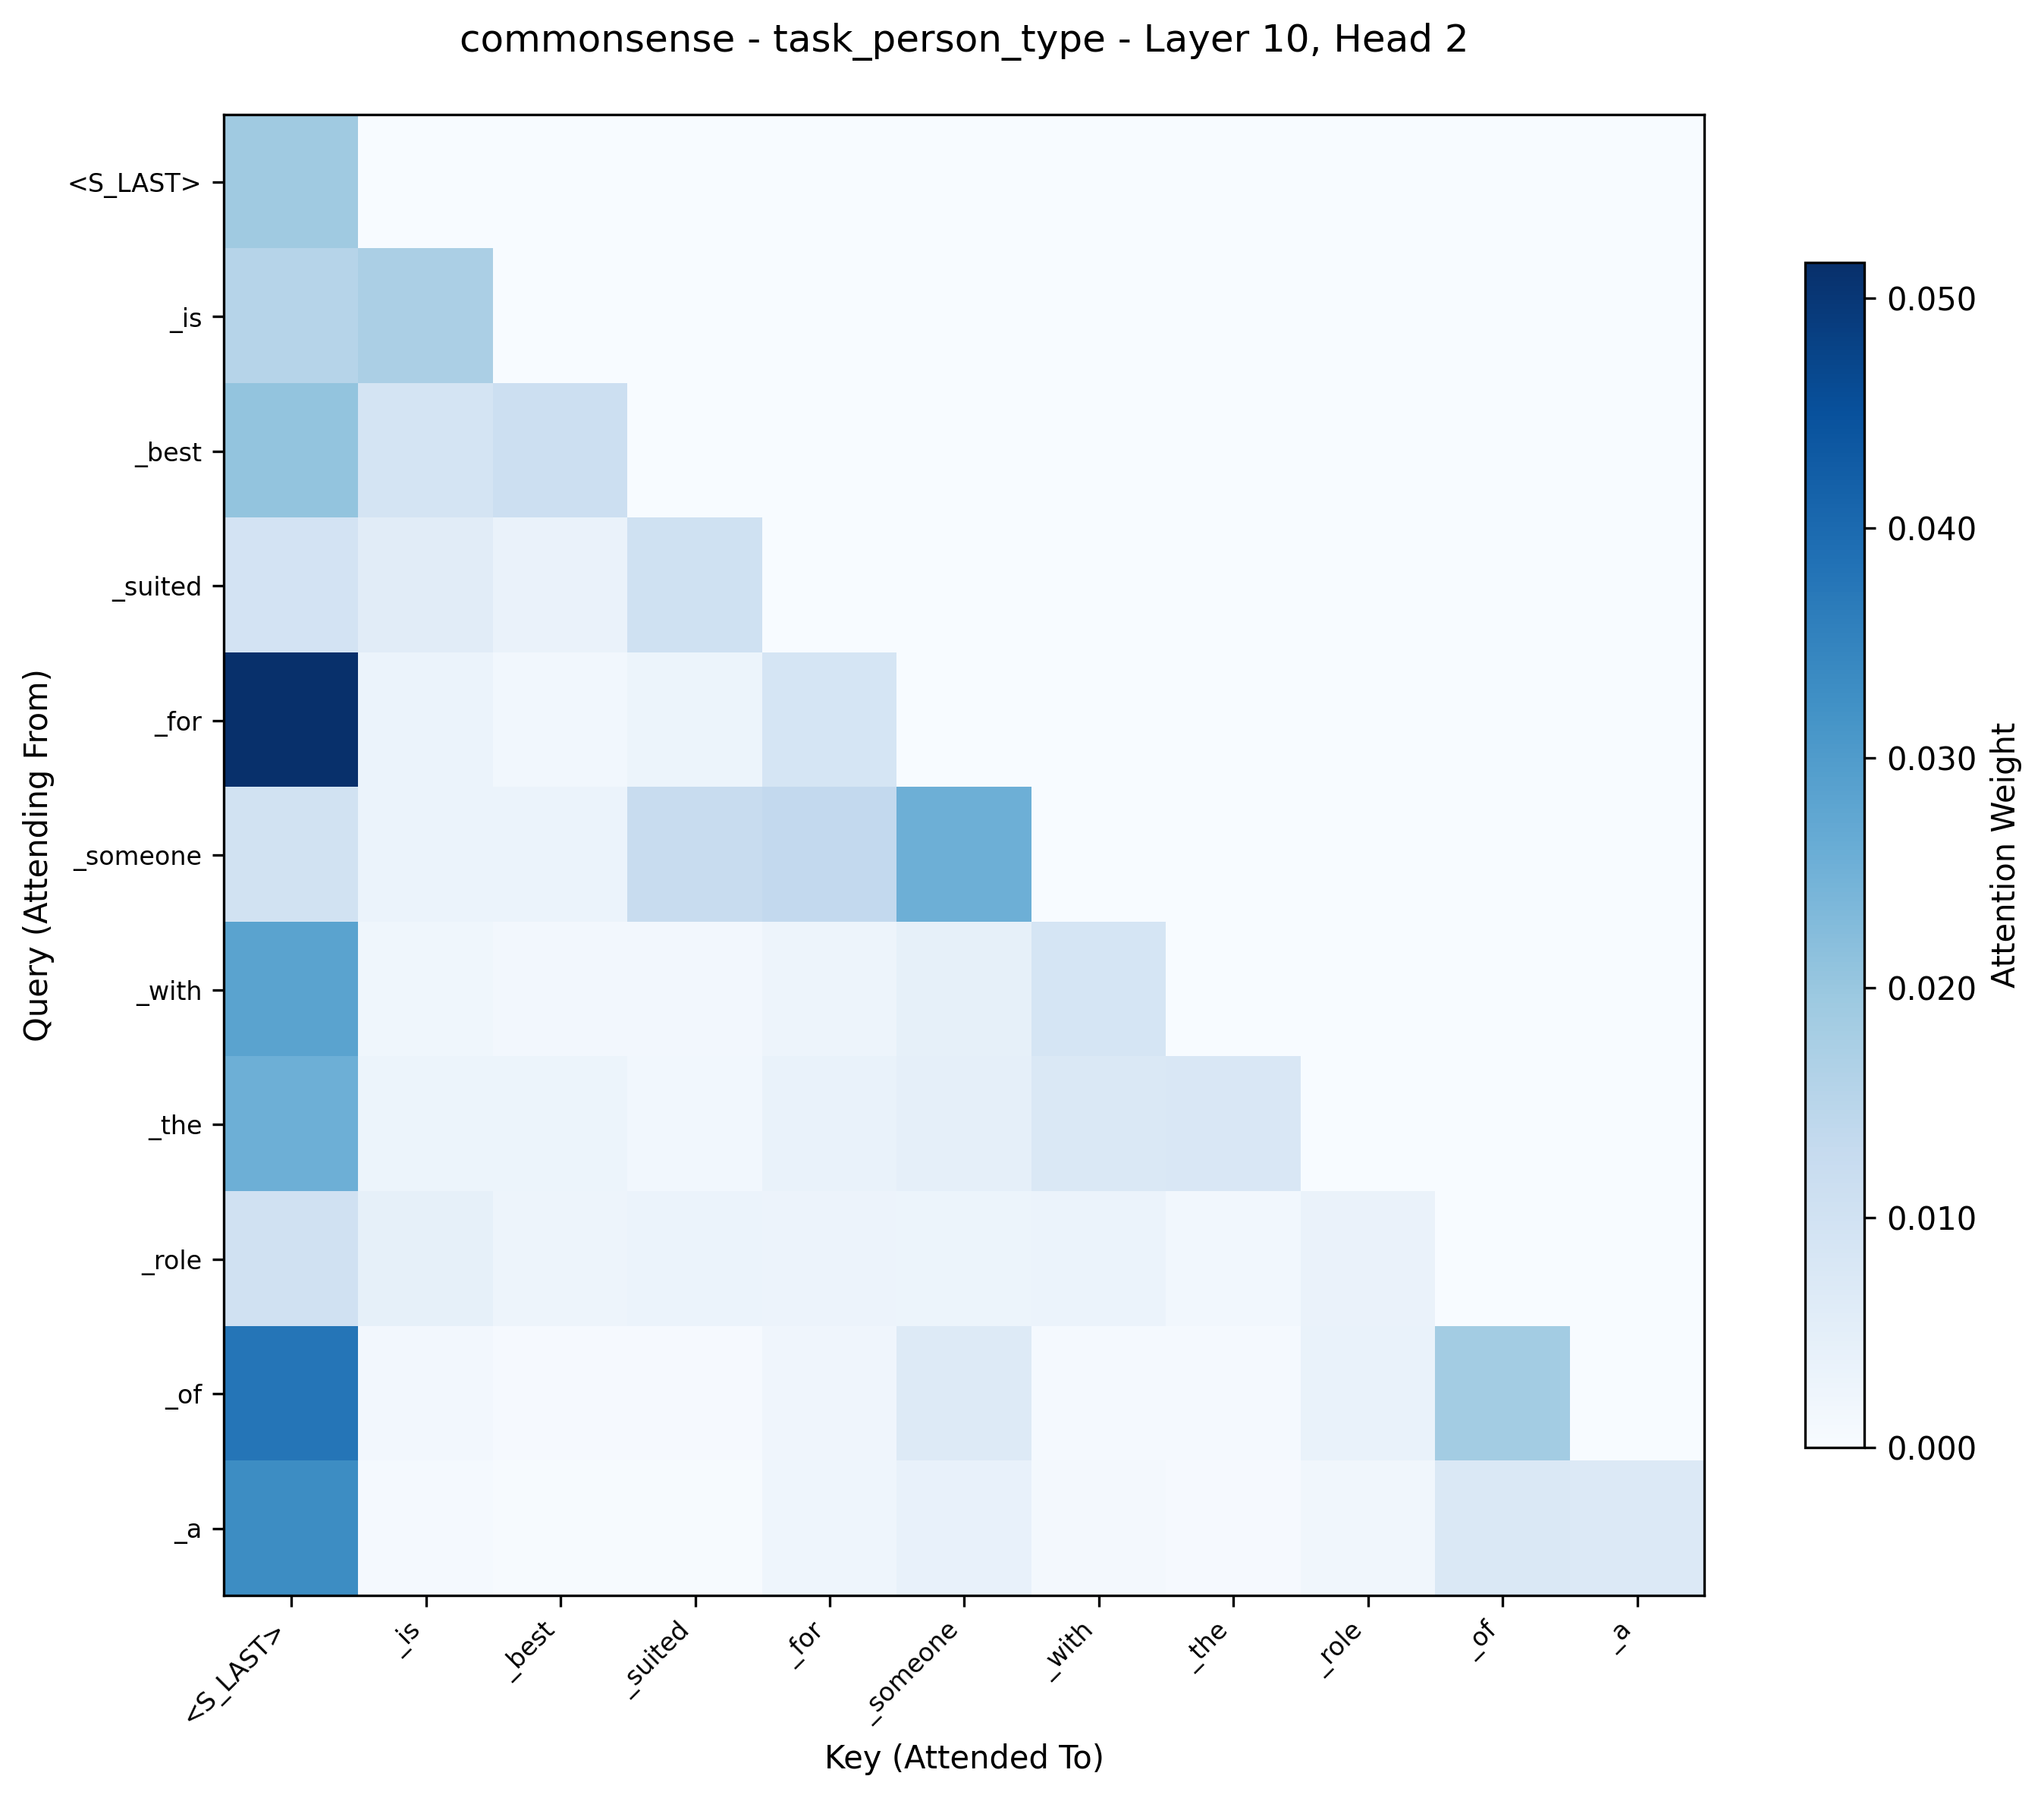 commonsense - task_person_type - Layer 10, Head 2
Query (Attending From)
<S_LAST>
_is
_best
_suited
_for
_someone
_with
_the
_role
_of
_a
<S_LAST>
_is
_best
_suited
_for
_someone
_with
_the
_role
_of
_a
Key (Attended To)
0.050
0.040
0.030
0.020
0.010
0.000
Attention Weight